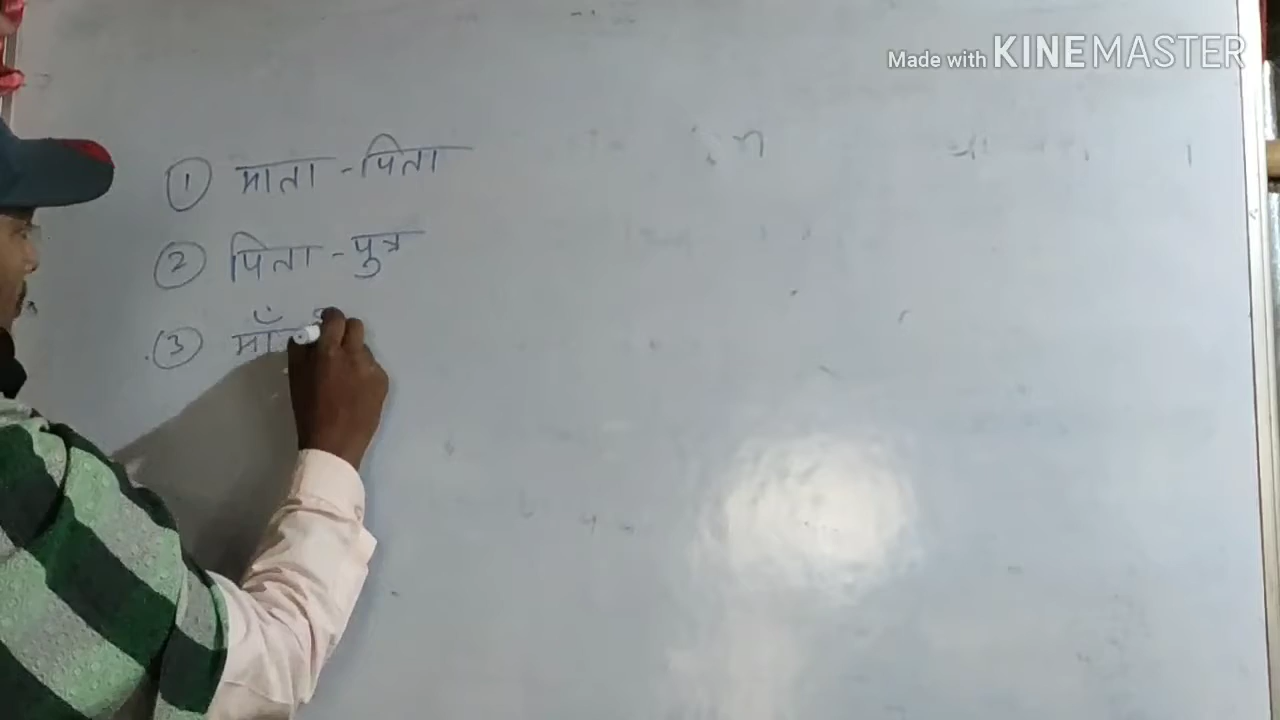 Made with KINEMASTER
① माता - पिता
② पिता - पुत्र
③ माँ